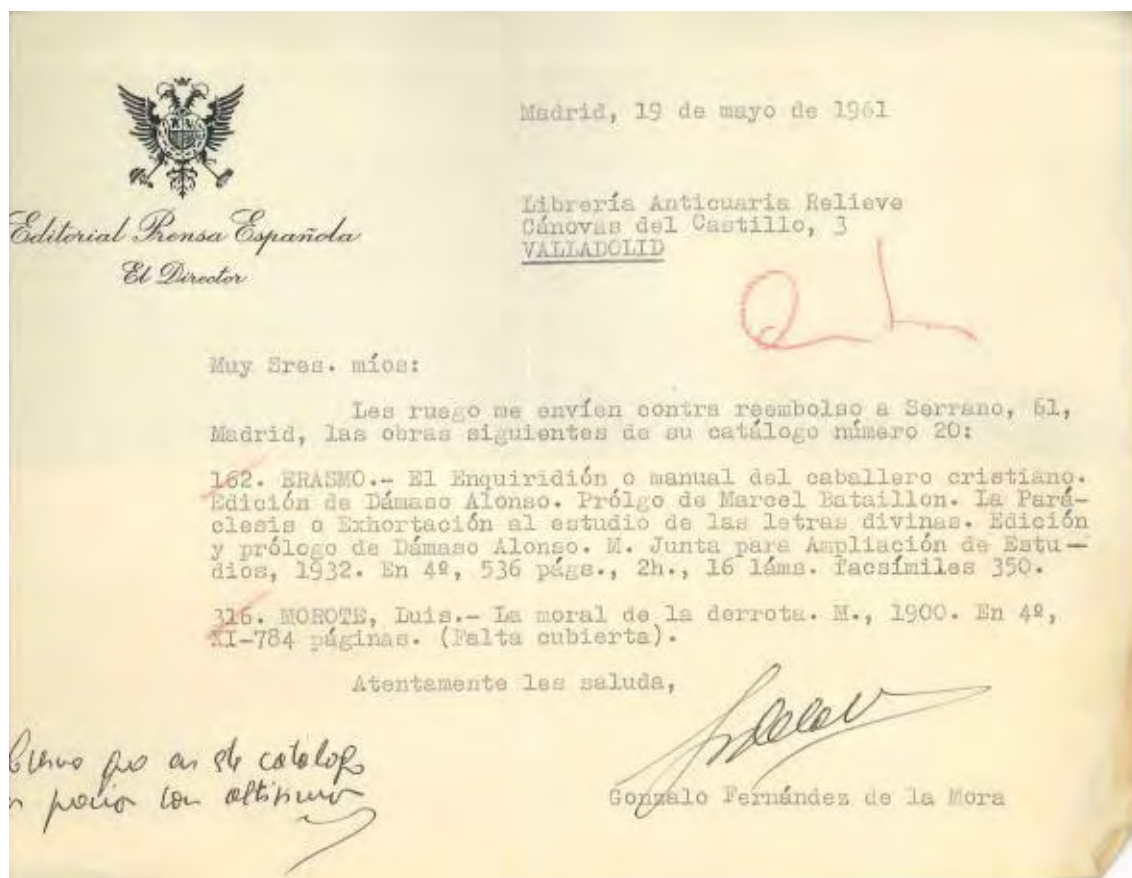 Madrid, 19 de mayo de 1961
Editorial Prensa Española
El Director
Librería Anticuaria Relieve
Cánovas del Castillo, 3
VALLADOLID
Muy Sres. míos:
Les ruego me envíen contra reembolso a Serrano, 61,
Madrid, las obras siguientes de su catálogo número 20:
162. ERASMO.- El Enquiridión o manual del caballero cristiano.
Edición de Dámaso Alonso. Prólgo de Marcel Bataillon. La Pará-
clesis o Exhortación al estudio de las letras divinas. Edición
y prólogo de Dámaso Alonso. M. Junta para Ampliación de Estu-
dios, 1932. En 4º, 536 págs., 2h., 16 láms. facsímiles 350.
316. MOROTE, Luis.- La moral de la derrota. M., 1900. En 4º,
XI-784 páginas. (Falta cubierta).
Atentamente les saluda,
catálogo
altísimos
Gonzalo Fernández de la Mora